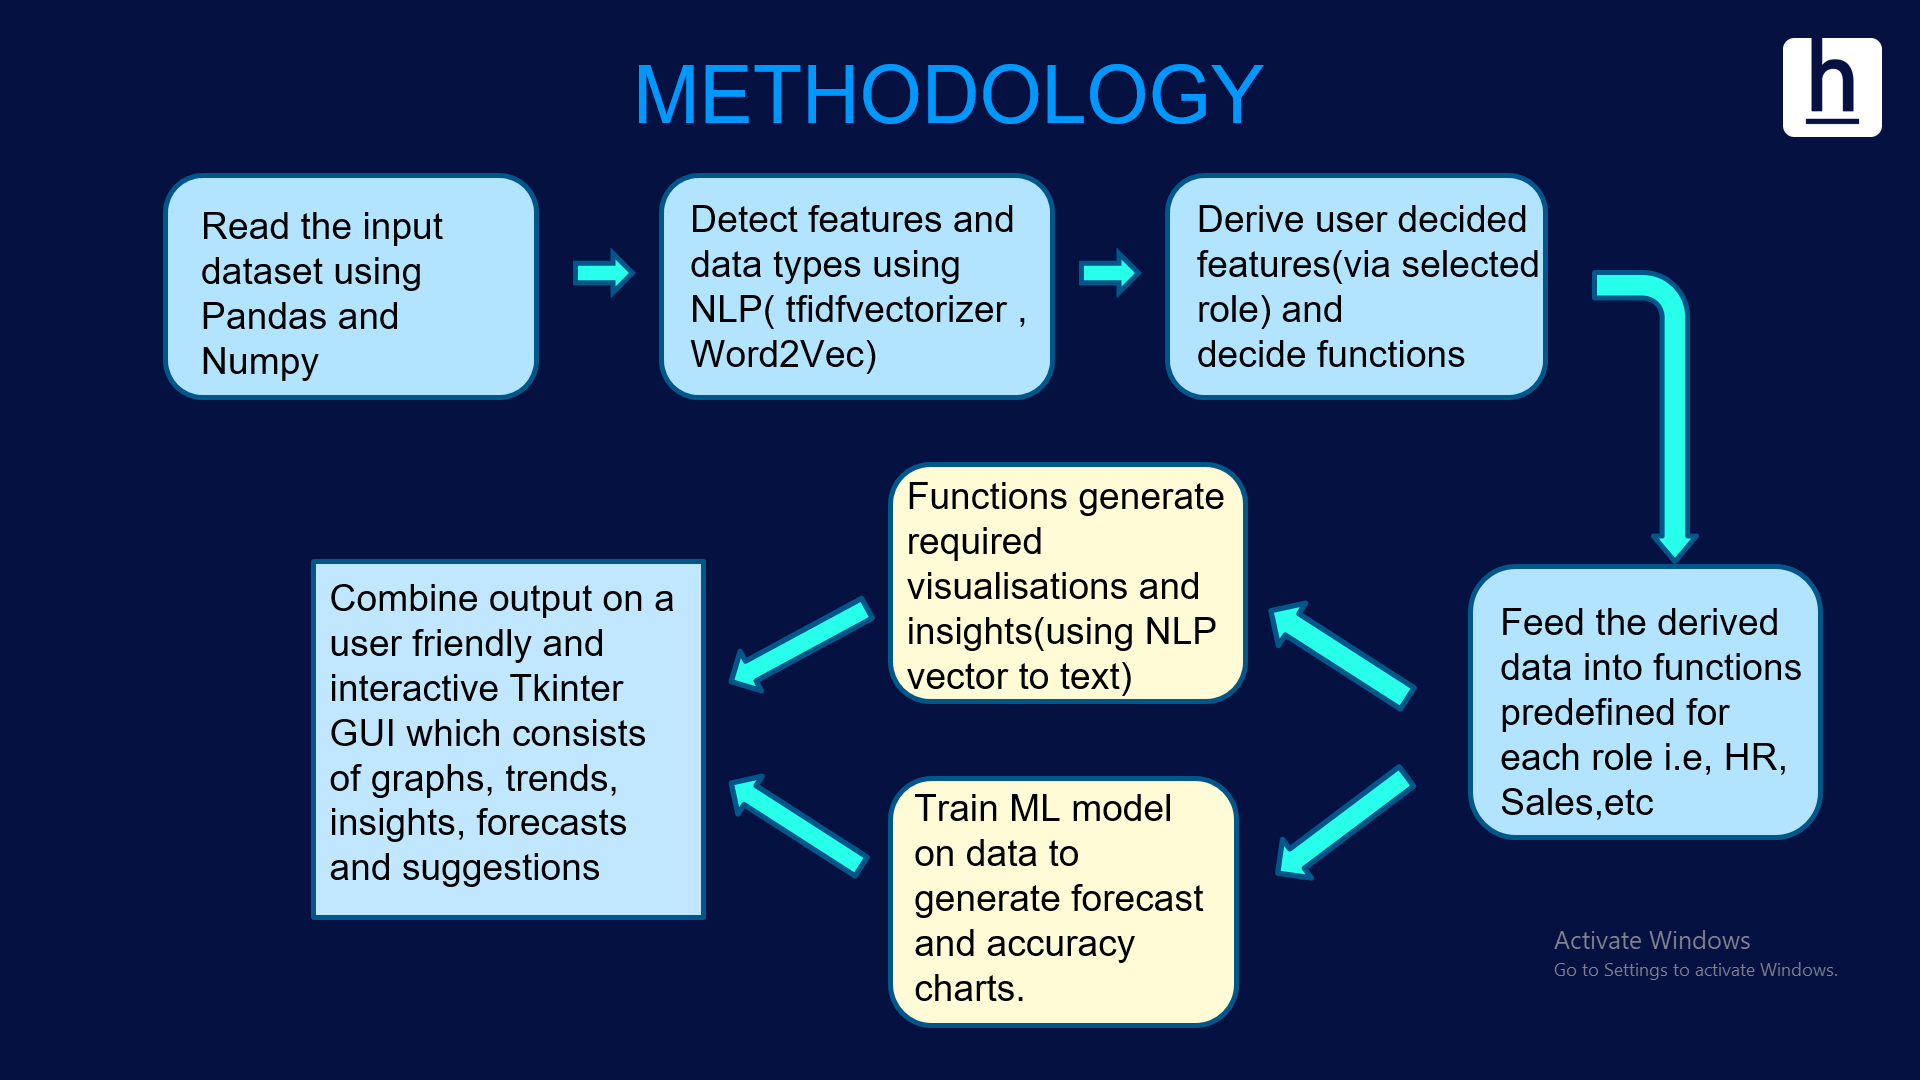 METHODOLOGY
h
Read the input
dataset using
Pandas and
Numpy
Detect features and
data types using
NLP( tfidfvectorizer ,
Word2Vec)
Derive user decided
features(via selected
role) and
decide functions
Feed the derived
data into functions
predefined for
each role i.e, HR,
Sales,etc
Functions generate
required
visualisations and
insights(using NLP
vector to text)
Train ML model
on data to
generate forecast
and accuracy
charts.
Combine output on a
user friendly and
interactive Tkinter
GUI which consists
of graphs, trends,
insights, forecasts
and suggestions
Activate Windows
Go to Settings to activate Windows.